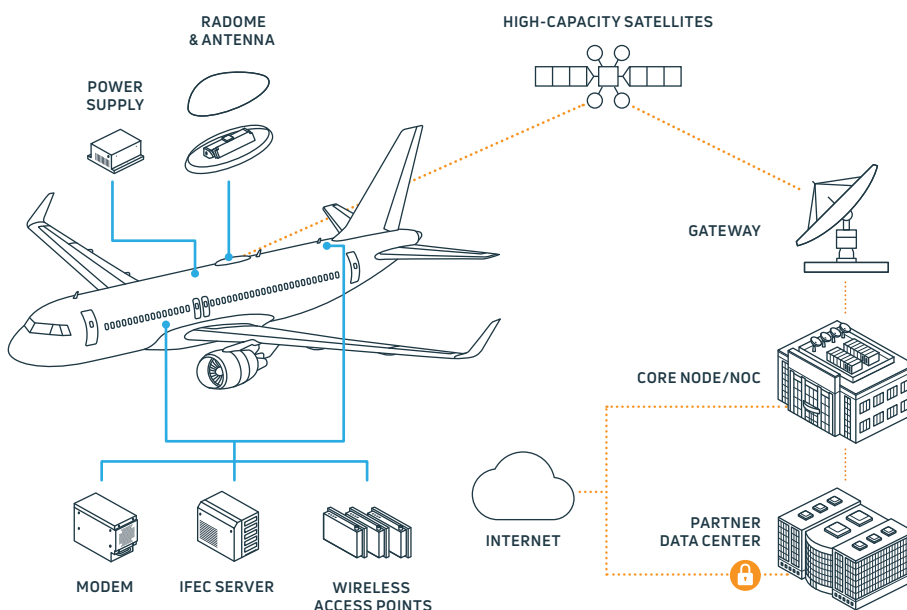 RADOME
& ANTENNA
HIGH-CAPACITY SATELLITES
POWER
SUPPLY
GATEWAY
CORE NODE/NOC
INTERNET
PARTNER
DATA CENTER
MODEM
IFEC SERVER
WIRELESS
ACCESS POINTS